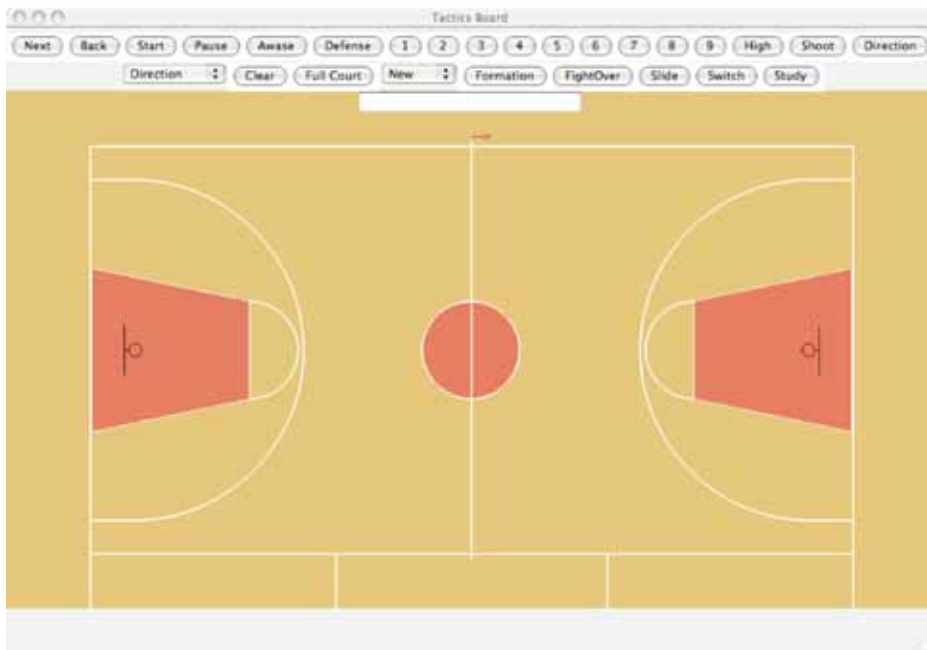 Tactics Board
Next Back Start Pause Awase Defense 1 2 3 4 5 6 7 8 9 High Shoot Direction
Direction Clear Full Court New Formation FightOver Slide Switch Study